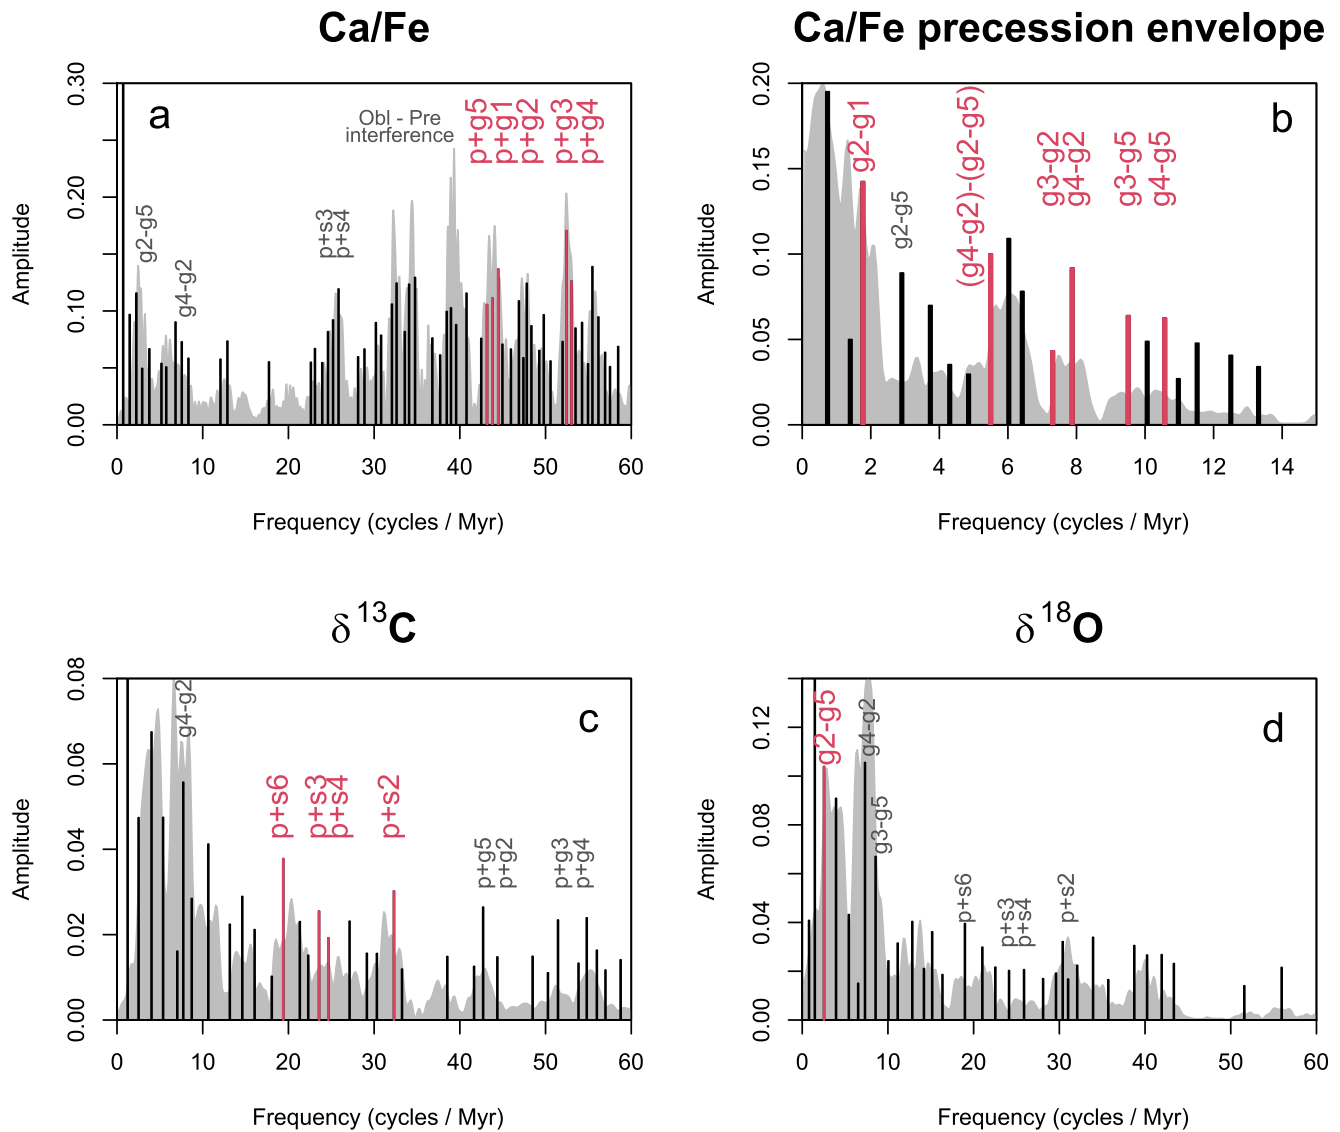 Ca/Fe
a
Amplitude
0.30
0.20
0.10
0.00
g2-g5
g4-g2
p+s3
p+s4
Obl - Pre
interference
p+g5
p+g1
p+g2
p+g3
p+g4
0 10 20 30 40 50 60
Frequency (cycles / Myr)
Ca/Fe precession envelope
b
Amplitude
0.20
0.15
0.10
0.05
0.00
g2-g1
g2-g5
(g4-g2)-(g2-g5)
g3-g2
g4-g2
g3-g5
g4-g5
0 2 4 6 8 10 12 14
Frequency (cycles / Myr)
δ 13C
c
Amplitude
0.08
0.06
0.04
0.02
0.00
g4-g2
p+s6
p+s3
p+s4
p+s2
p+g5
p+g2
p+g3
p+g4
0 10 20 30 40 50 60
Frequency (cycles / Myr)
δ 18O
d
Amplitude
0.12
0.08
0.04
0.00
g2-g5
g4-g2
g3-g5
p+s6
p+s3
p+s4
p+s2
0 10 20 30 40 50 60
Frequency (cycles / Myr)